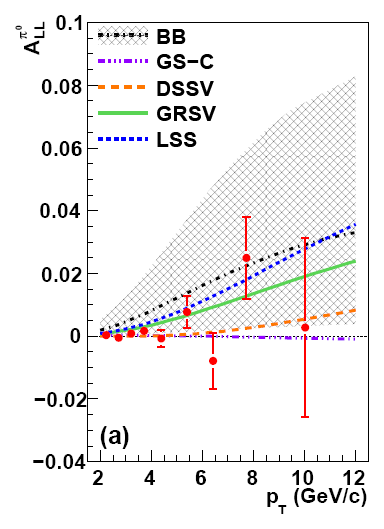 A_LL^π⁰
0.1
0.08
0.06
0.04
0.02
0
−0.02
−0.04
BB
GS−C
DSSV
GRSV
LSS
(a)
2 4 6 8 10 12
p_T (GeV/c)